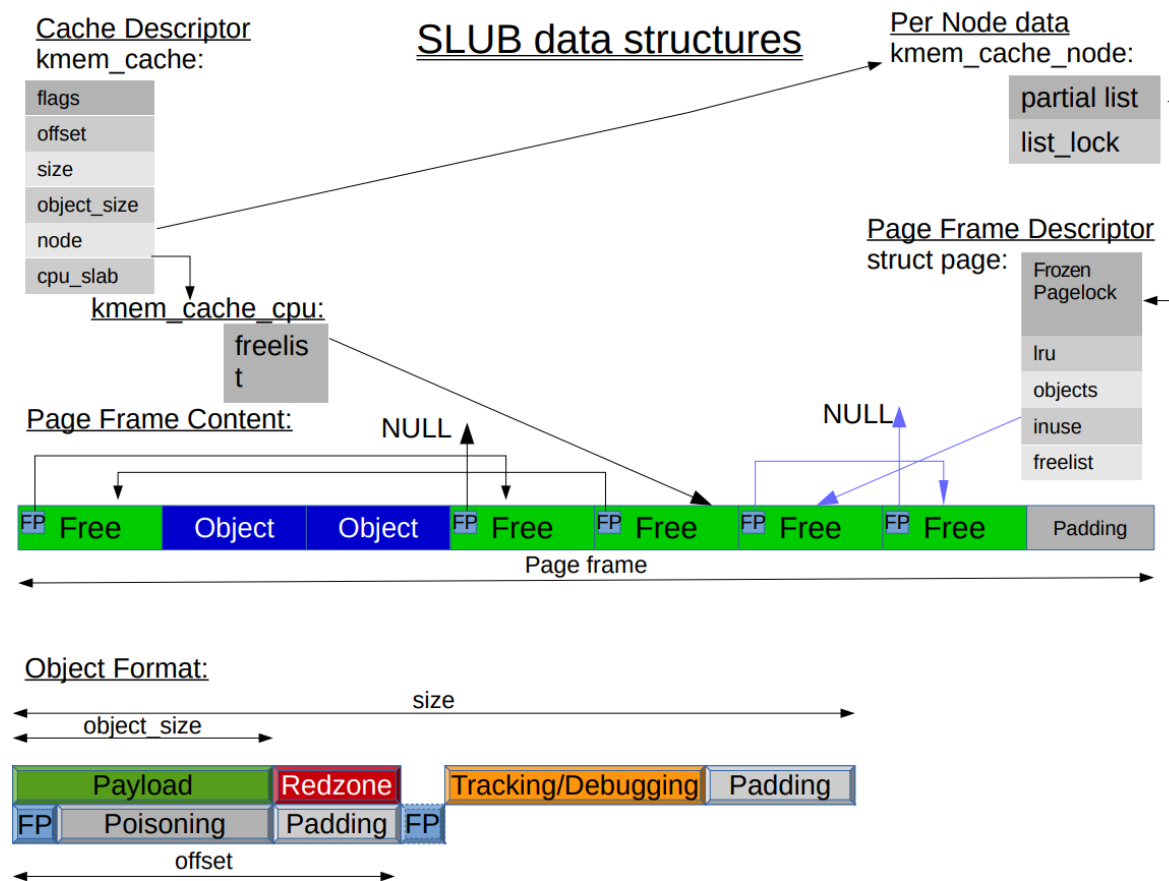 SLUB data structures
Cache Descriptor
kmem_cache:
flags
offset
size
object_size
node
cpu_slab
Per Node data
kmem_cache_node:
partial list
list_lock
Page Frame Descriptor
struct page:
Frozen
Pagelock
lru
objects
inuse
freelist
kmem_cache_cpu:
freelis
t
Page Frame Content:
NULL
NULL
FP Free
Object
Object
FP Free
FP Free
FP Free
FP Free
Padding
Page frame
Object Format:
size
object_size
Payload
Redzone
Tracking/Debugging
Padding
FP
Poisoning
Padding
FP
offset